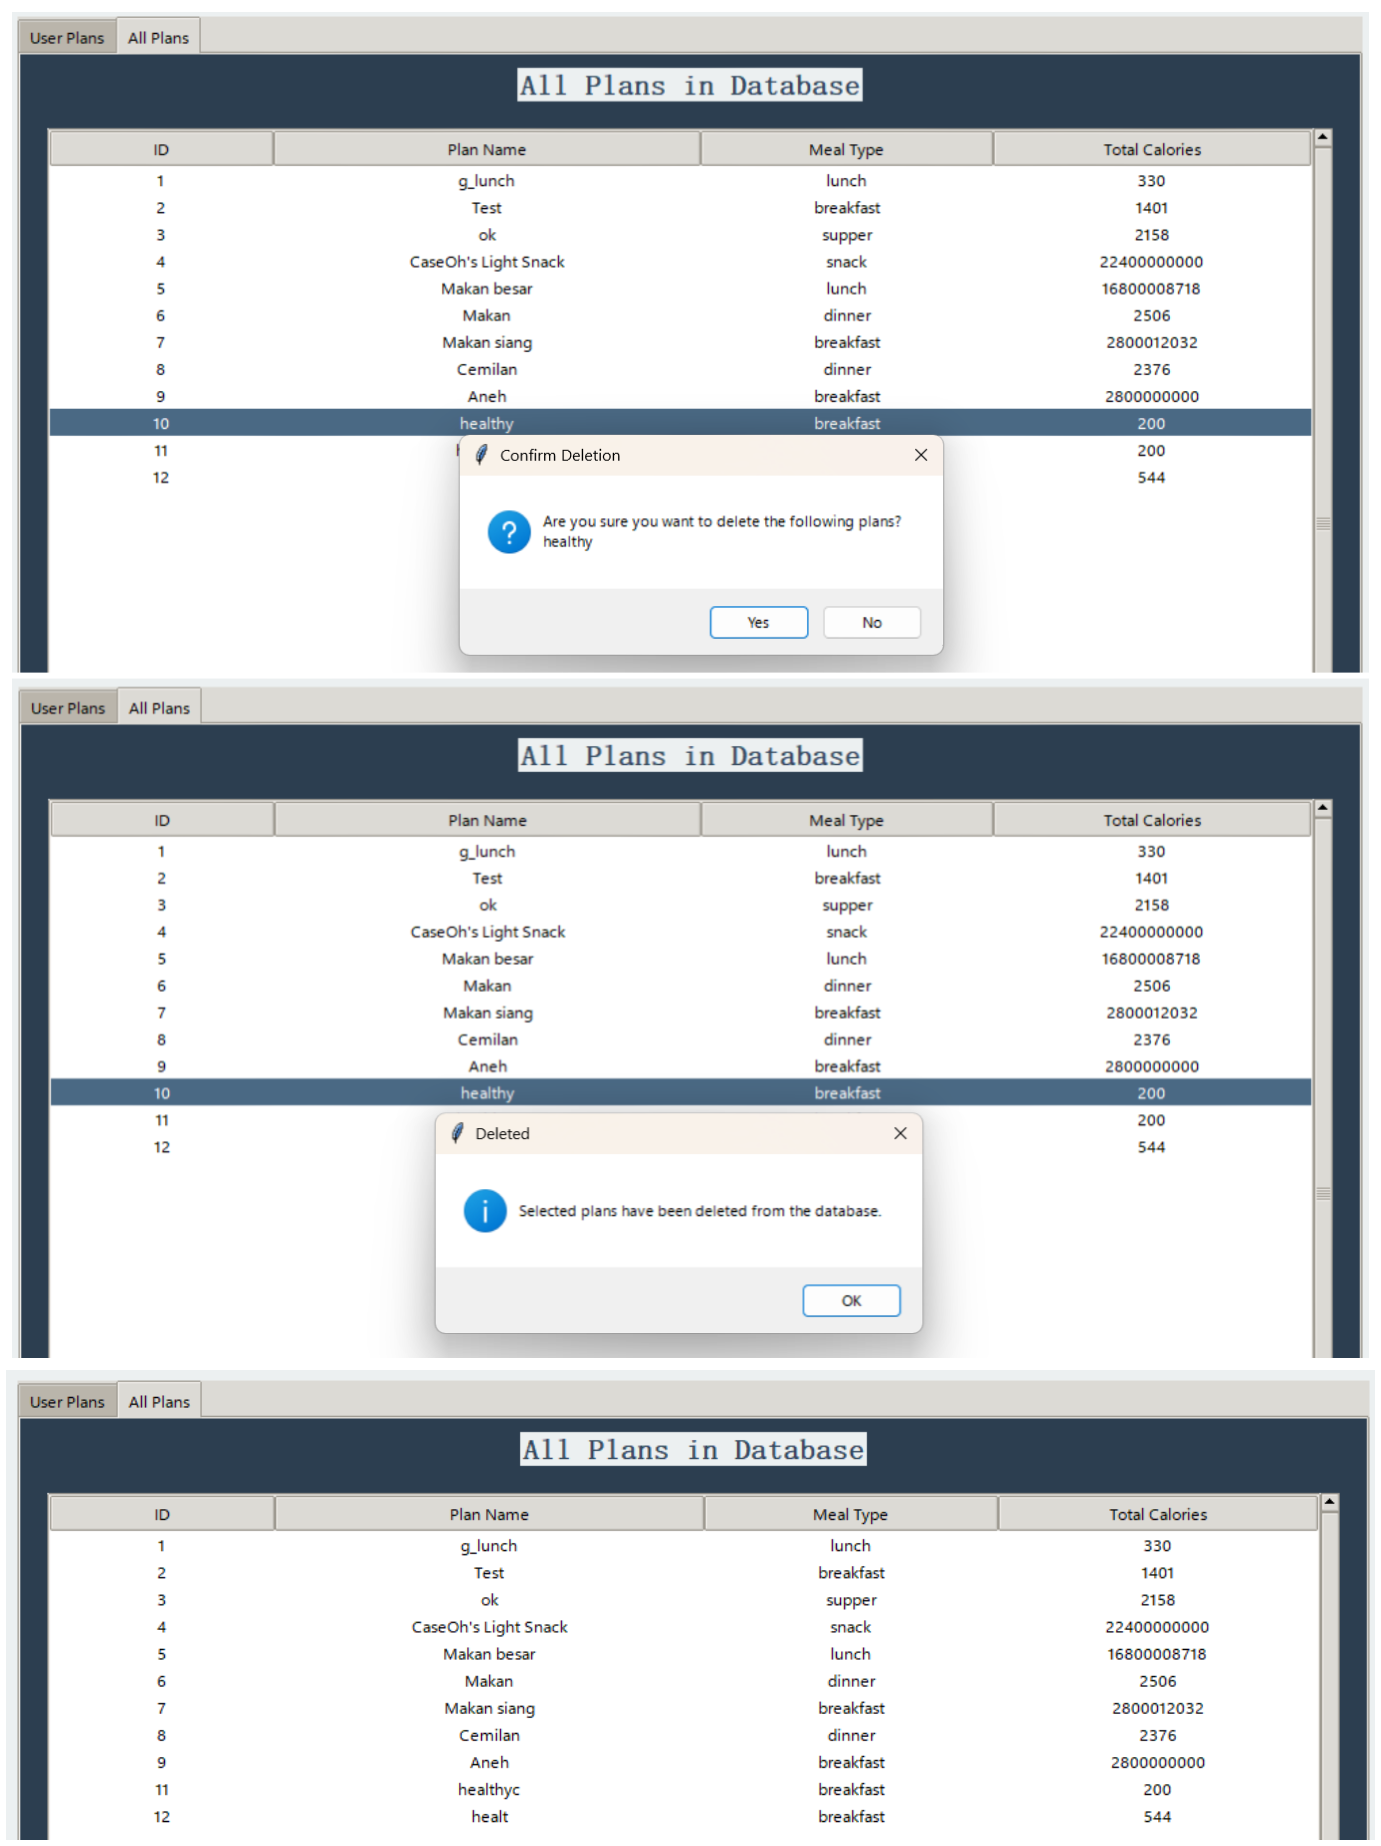 User Plans All Plans
All Plans in Database
ID Plan Name Meal Type Total Calories
1 g_lunch lunch 330
2 Test breakfast 1401
3 ok supper 2158
4 CaseOh's Light Snack snack 22400000000
5 Makan besar lunch 16800008718
6 Makan dinner 2506
7 Makan siang breakfast 2800012032
8 Cemilan dinner 2376
9 Aneh breakfast 2800000000
10 healthy breakfast 200
11 200
12 544
Confirm Deletion
Are you sure you want to delete the following plans?
healthy
Yes No
User Plans All Plans
All Plans in Database
ID Plan Name Meal Type Total Calories
1 g_lunch lunch 330
2 Test breakfast 1401
3 ok supper 2158
4 CaseOh's Light Snack snack 22400000000
5 Makan besar lunch 16800008718
6 Makan dinner 2506
7 Makan siang breakfast 2800012032
8 Cemilan dinner 2376
9 Aneh breakfast 2800000000
10 healthy breakfast 200
11 200
12 544
Deleted
Selected plans have been deleted from the database.
OK
User Plans All Plans
All Plans in Database
ID Plan Name Meal Type Total Calories
1 g_lunch lunch 330
2 Test breakfast 1401
3 ok supper 2158
4 CaseOh's Light Snack snack 22400000000
5 Makan besar lunch 16800008718
6 Makan dinner 2506
7 Makan siang breakfast 2800012032
8 Cemilan dinner 2376
9 Aneh breakfast 2800000000
11 healthyc breakfast 200
12 healt breakfast 544